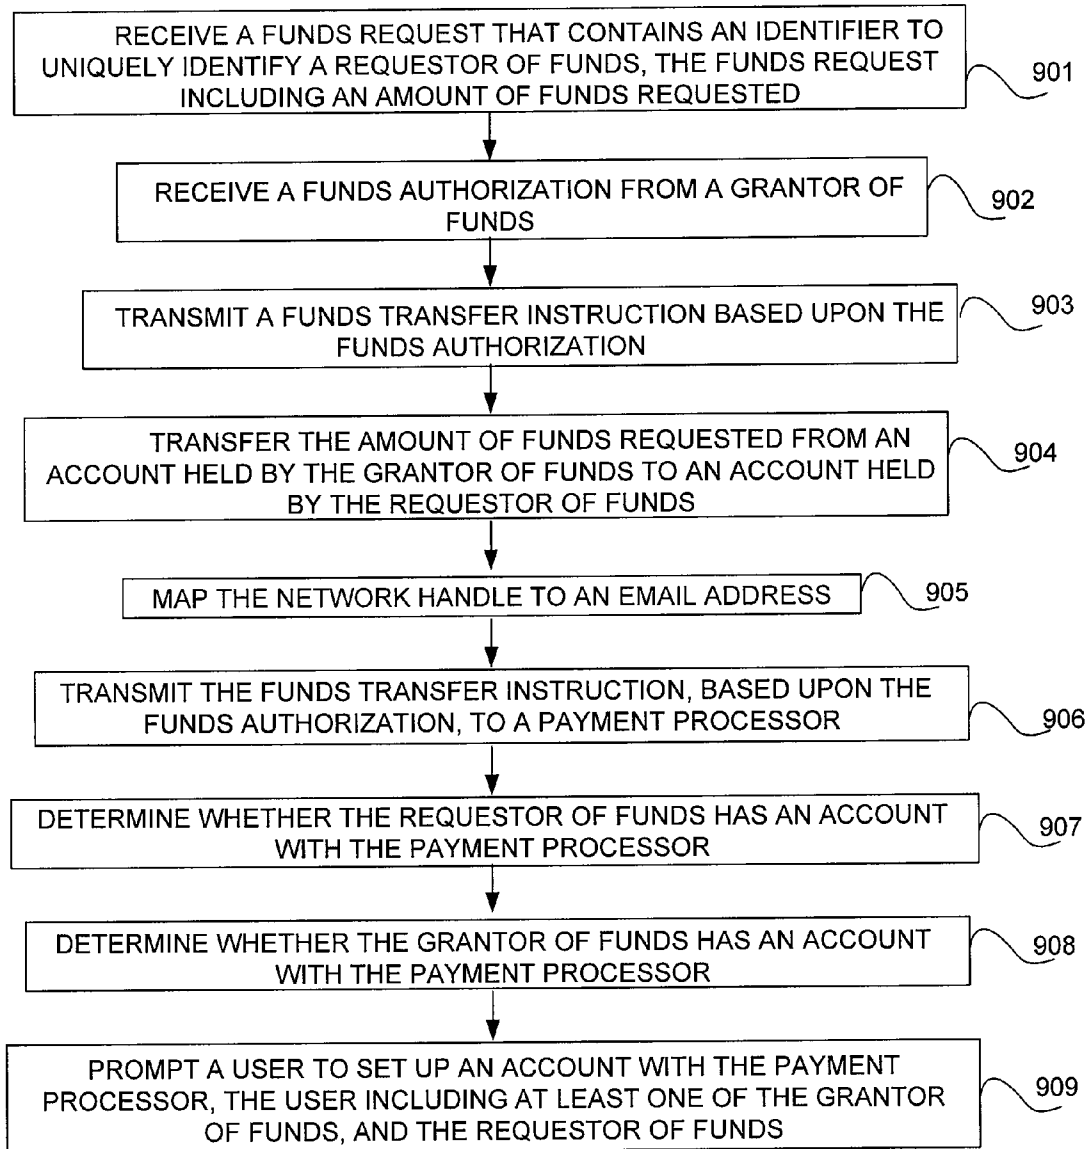 RECEIVE A FUNDS REQUEST THAT CONTAINS AN IDENTIFIER TO
UNIQUELY IDENTIFY A REQUESTOR OF FUNDS, THE FUNDS REQUEST
INCLUDING AN AMOUNT OF FUNDS REQUESTED
901
RECEIVE A FUNDS AUTHORIZATION FROM A GRANTOR OF
FUNDS
902
TRANSMIT A FUNDS TRANSFER INSTRUCTION BASED UPON THE
FUNDS AUTHORIZATION
903
TRANSFER THE AMOUNT OF FUNDS REQUESTED FROM AN
ACCOUNT HELD BY THE GRANTOR OF FUNDS TO AN ACCOUNT HELD
BY THE REQUESTOR OF FUNDS
904
MAP THE NETWORK HANDLE TO AN EMAIL ADDRESS
905
TRANSMIT THE FUNDS TRANSFER INSTRUCTION, BASED UPON THE
FUNDS AUTHORIZATION, TO A PAYMENT PROCESSOR
906
DETERMINE WHETHER THE REQUESTOR OF FUNDS HAS AN ACCOUNT
WITH THE PAYMENT PROCESSOR
907
DETERMINE WHETHER THE GRANTOR OF FUNDS HAS AN ACCOUNT
WITH THE PAYMENT PROCESSOR
908
PROMPT A USER TO SET UP AN ACCOUNT WITH THE PAYMENT
PROCESSOR, THE USER INCLUDING AT LEAST ONE OF THE GRANTOR
OF FUNDS, AND THE REQUESTOR OF FUNDS
909